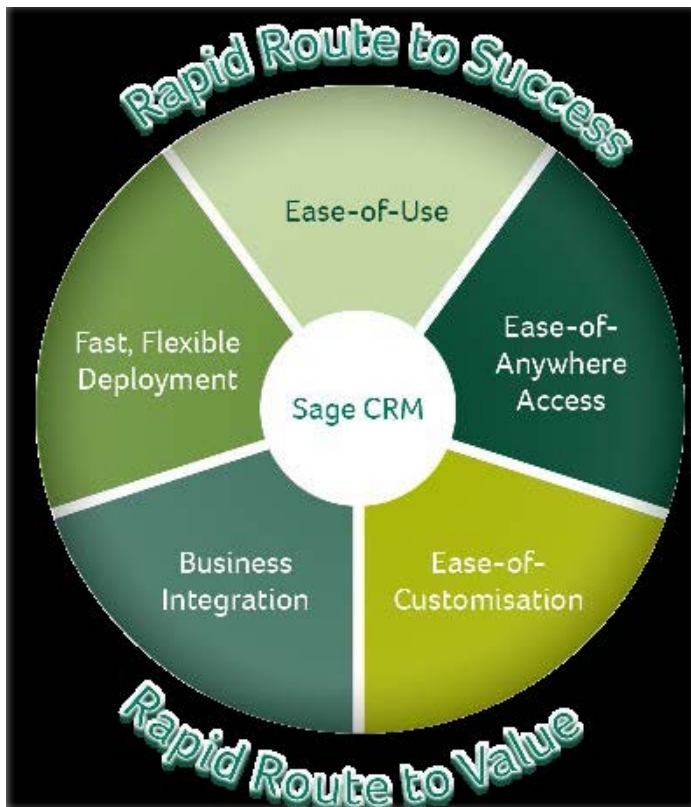 Rapid Route to Success
Ease-of-Use
Fast, Flexible
Deployment
Ease-of-
Anywhere
Access
Sage CRM
Business
Integration
Ease-of-
Customisation
Rapid Route to Value